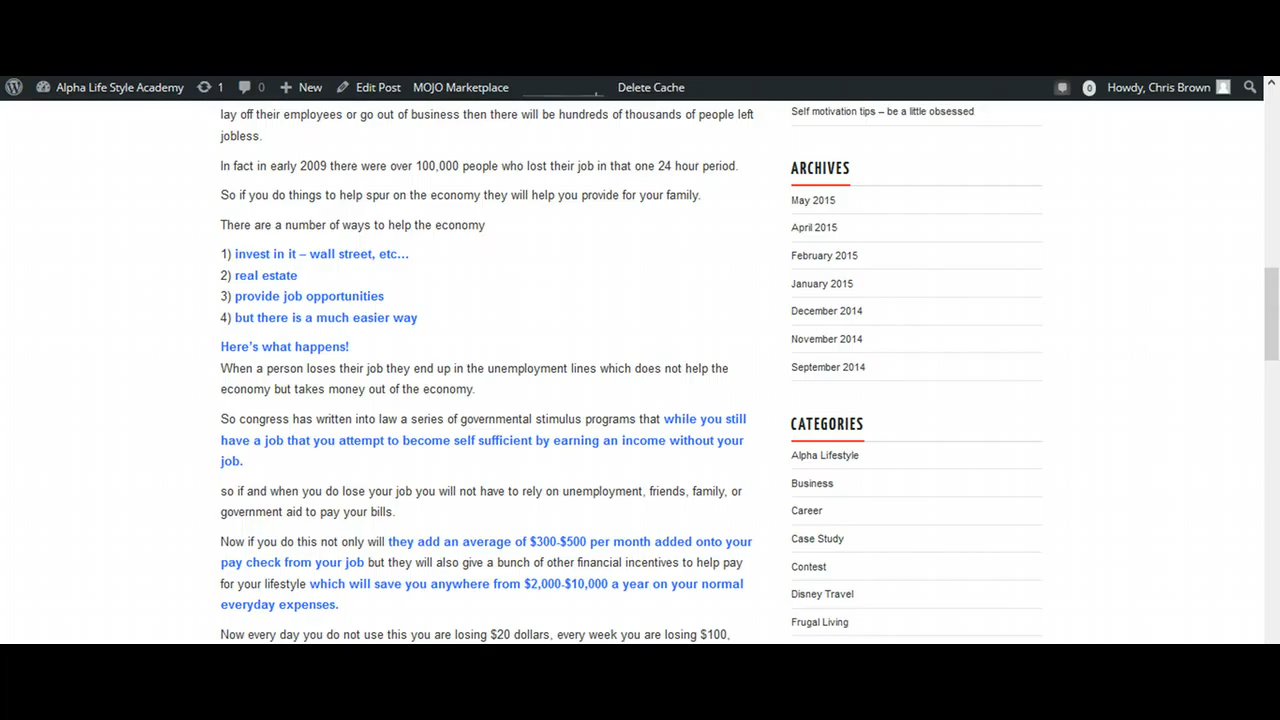 Alpha Life Style Academy 1 0 New Edit Post MOJO Marketplace Delete Cache 0 Howdy, Chris Brown
lay off their employees or go out of business then there will be hundreds of thousands of people left
jobless.
In fact in early 2009 there were over 100,000 people who lost their job in that one 24 hour period.
So if you do things to help spur on the economy they will help you provide for your family.
There are a number of ways to help the economy
1) invest in it – wall street, etc…
2) real estate
3) provide job opportunities
4) but there is a much easier way
Here's what happens!
When a person loses their job they end up in the unemployment lines which does not help the
economy but takes money out of the economy.
So congress has written into law a series of governmental stimulus programs that while you still
have a job that you attempt to become self sufficient by earning an income without your
job.
so if and when you do lose your job you will not have to rely on unemployment, friends, family, or
government aid to pay your bills.
Now if you do this not only will they add an average of $300-$500 per month added onto your
pay check from your job but they will also give a bunch of other financial incentives to help pay
for your lifestyle which will save you anywhere from $2,000-$10,000 a year on your normal
everyday expenses.
Now every day you do not use this you are losing $20 dollars, every week you are losing $100,
Self motivation tips – be a little obsessed
ARCHIVES
May 2015
April 2015
February 2015
January 2015
December 2014
November 2014
September 2014
CATEGORIES
Alpha Lifestyle
Business
Career
Case Study
Contest
Disney Travel
Frugal Living